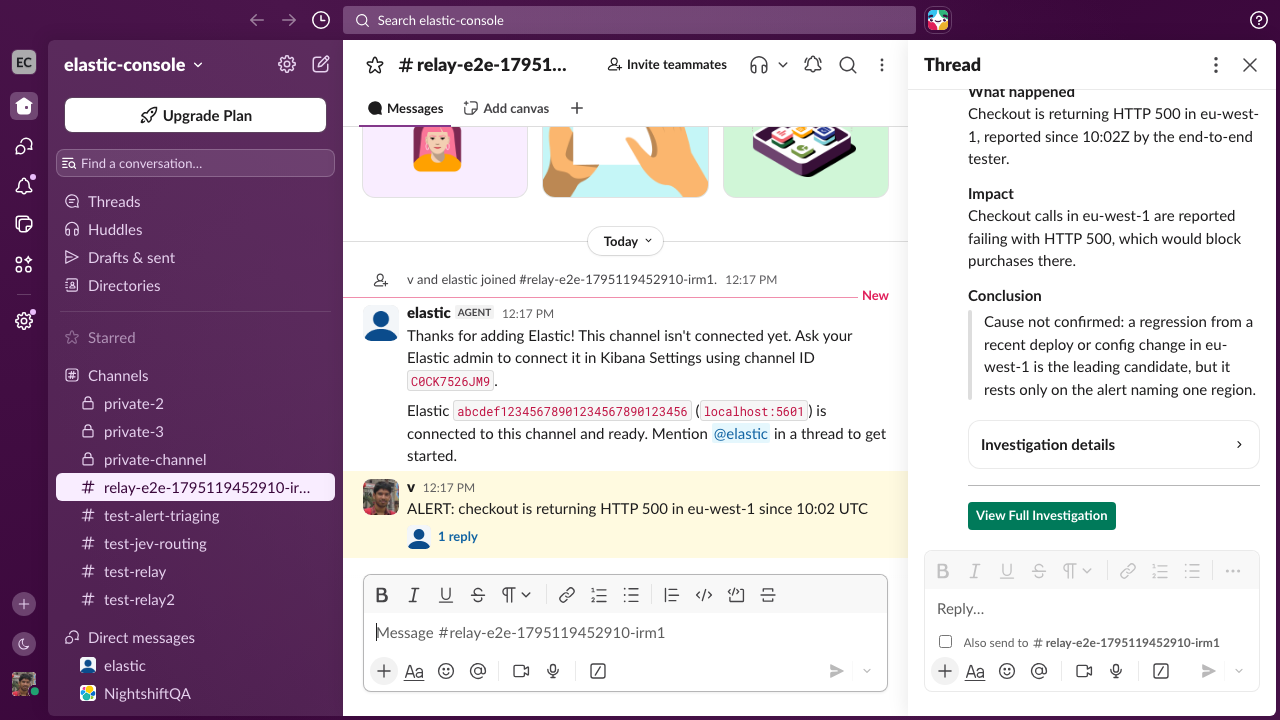 Search elastic-console
EC
elastic-console
Upgrade Plan
Find a conversation...
Threads
Huddles
Drafts & sent
Directories
Starred
Channels
private-2
private-3
private-channel
# relay-e2e-1795119452910-ir...
# test-alert-triaging
# test-jev-routing
# test-relay
# test-relay2
Direct messages
elastic
NightshiftQA
# relay-e2e-17951...
Invite teammates
Messages
Add canvas
Today
v and elastic joined #relay-e2e-1795119452910-irm1. 12:17 PM
New
elastic AGENT 12:17 PM
Thanks for adding Elastic! This channel isn't connected yet. Ask your
Elastic admin to connect it in Kibana Settings using channel ID
C0CK7526JM9.
Elastic abcdef12345678901234567890123456 (localhost:5601) is
connected to this channel and ready. Mention @elastic in a thread to get
started.
v 12:17 PM
ALERT: checkout is returning HTTP 500 in eu-west-1 since 10:02 UTC
1 reply
Message #relay-e2e-1795119452910-irm1
Aa
Thread
What happened
Checkout is returning HTTP 500 in eu-west-
1, reported since 10:02Z by the end-to-end
tester.
Impact
Checkout calls in eu-west-1 are reported
failing with HTTP 500, which would block
purchases there.
Conclusion
Cause not confirmed: a regression from a
recent deploy or config change in eu-
west-1 is the leading candidate, but it
rests only on the alert naming one region.
Investigation details
View Full Investigation
Reply...
Also send to # relay-e2e-1795119452910-irm1
Aa